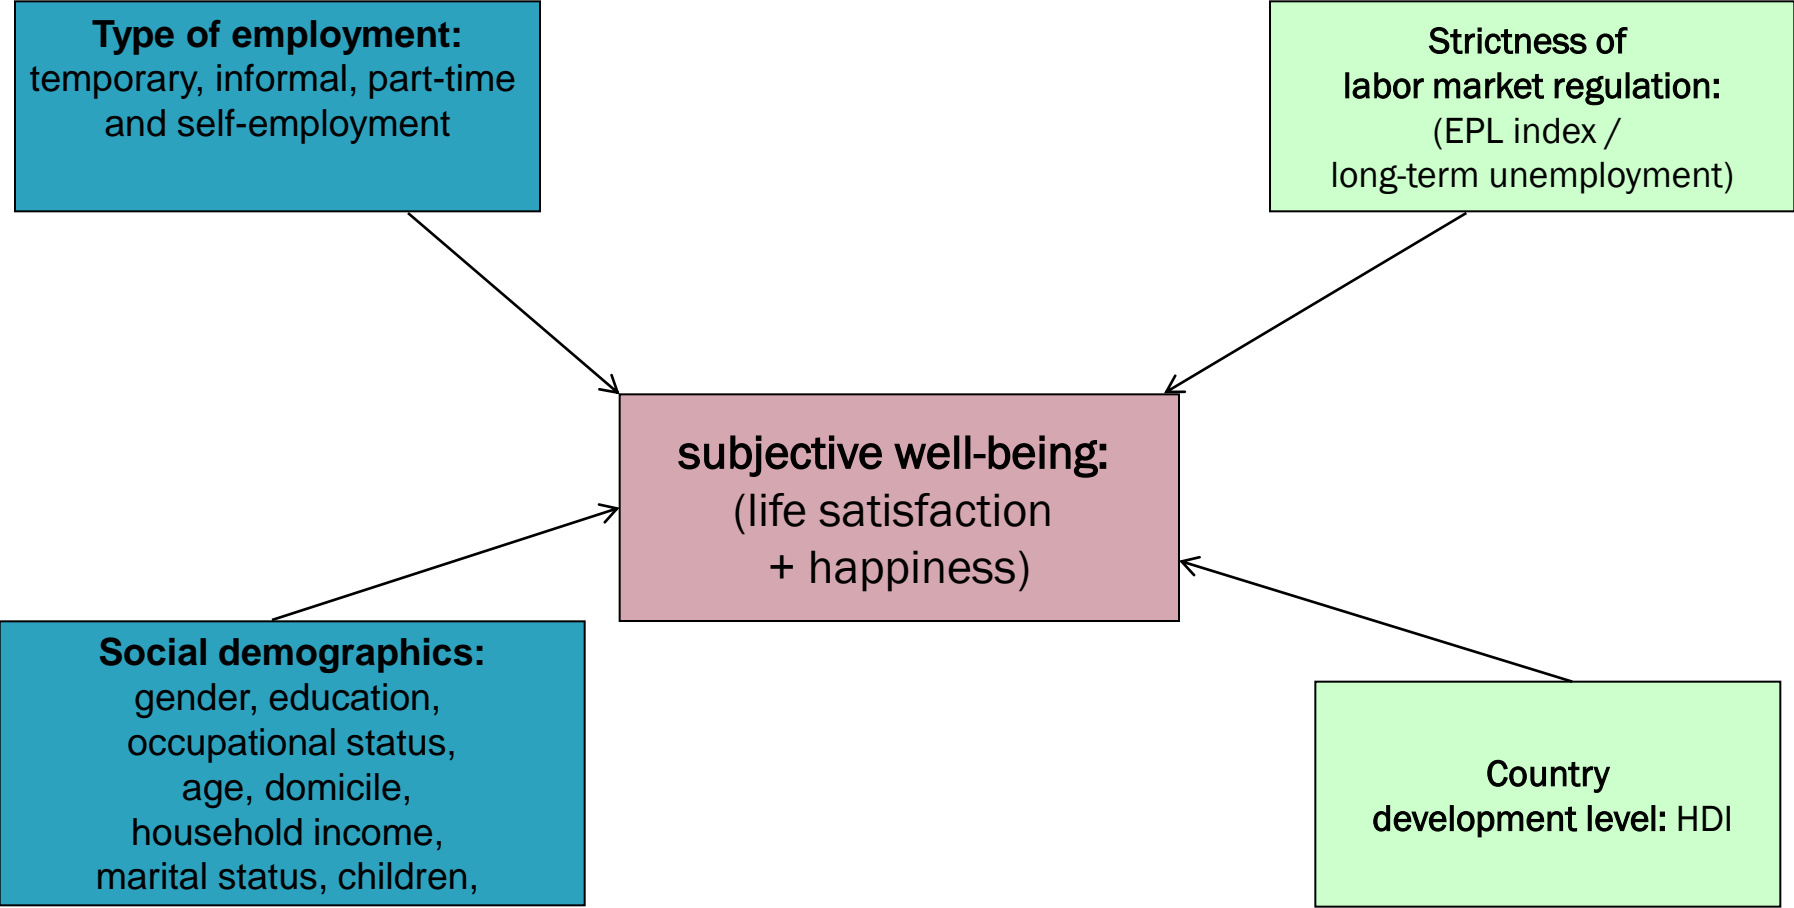 Type of employment:
temporary, informal, part-time
and self-employment
Strictness of
labor market regulation:
(EPL index /
long-term unemployment)
subjective well-being:
(life satisfaction
+ happiness)
Social demographics:
gender, education,
occupational status,
age, domicile,
household income,
marital status, children,
Country
development level: HDI